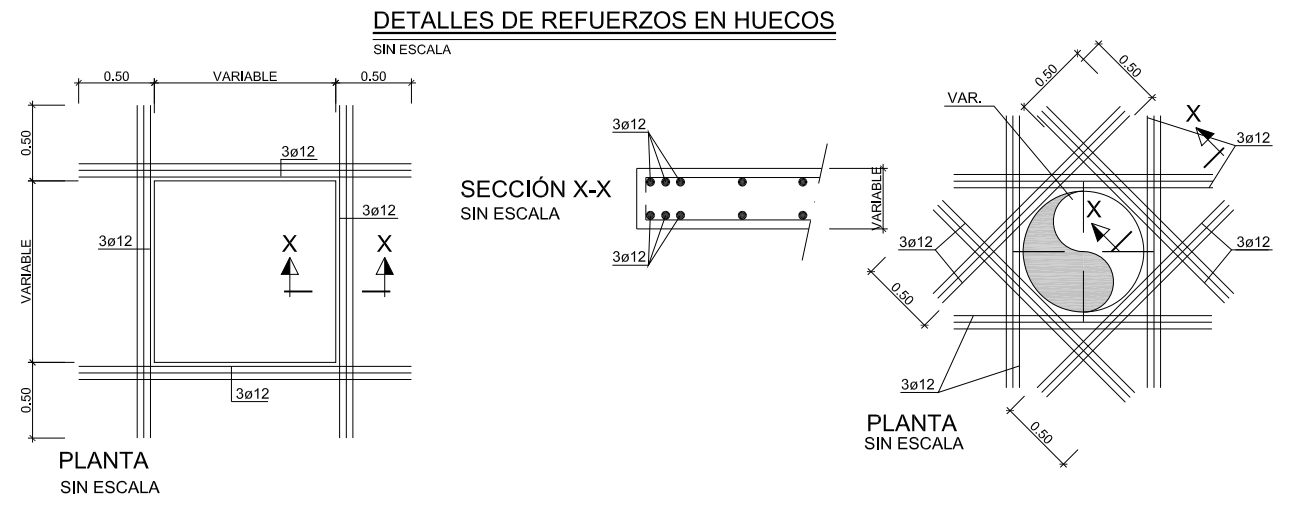 DETALLES DE REFUERZOS EN HUECOS
SIN ESCALA
0.50
VARIABLE
0.50
0.50
VARIABLE
0.50
3ø12
3ø12
3ø12
3ø12
X
X
PLANTA
SIN ESCALA
SECCIÓN X-X
SIN ESCALA
3ø12
3ø12
VARIABLE
0.50
0.50
VAR.
X
3ø12
X
3ø12
3ø12
0.50
3ø12
0.50
PLANTA
SIN ESCALA